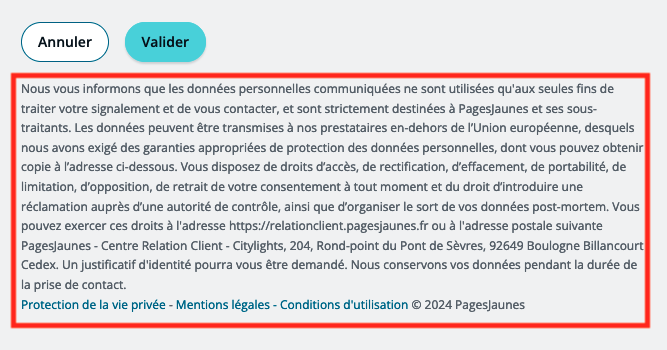 Annuler Valider
Nous vous informons que les données personnelles communiquées ne sont utilisées qu'aux seules fins de
traiter votre signalement et de vous contacter, et sont strictement destinées à PagesJaunes et ses sous-
traitants. Les données peuvent être transmises à nos prestataires en-dehors de l’Union européenne, desquels
nous avons exigé des garanties appropriées de protection des données personnelles, dont vous pouvez obtenir
copie à l’adresse ci-dessous. Vous disposez de droits d’accès, de rectification, d’effacement, de portabilité, de
limitation, d’opposition, de retrait de votre consentement à tout moment et du droit d’introduire une
réclamation auprès d’une autorité de contrôle, ainsi que d’organiser le sort de vos données post-mortem. Vous
pouvez exercer ces droits à l'adresse https://relationclient.pagesjaunes.fr ou à l'adresse postale suivante
PagesJaunes - Centre Relation Client - Citylights, 204, Rond-point du Pont de Sèvres, 92649 Boulogne Billancourt
Cedex. Un justificatif d'identité pourra vous être demandé. Nous conservons vos données pendant la durée de
la prise de contact.
Protection de la vie privée - Mentions légales - Conditions d'utilisation © 2024 PagesJaunes